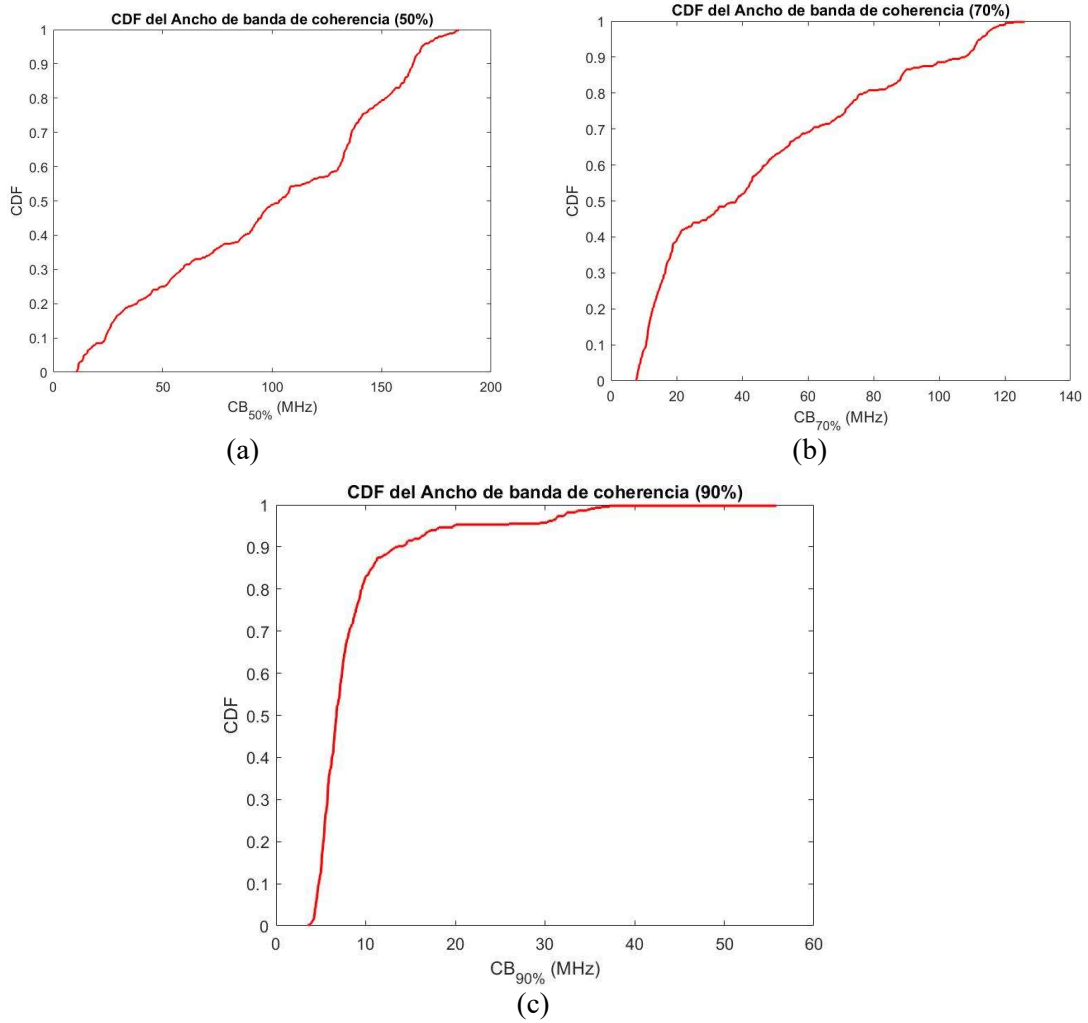 CDF del Ancho de banda de coherencia (50%)
1
0.9
0.8
0.7
0.6
0.5
0.4
0.3
0.2
0.1
0
CDF
0 50 100 150 200
CB50% (MHz)
(a)
CDF del Ancho de banda de coherencia (70%)
1
0.9
0.8
0.7
0.6
0.5
0.4
0.3
0.2
0.1
0
CDF
0 20 40 60 80 100 120 140
CB70% (MHz)
(b)
CDF del Ancho de banda de coherencia (90%)
1
0.9
0.8
0.7
0.6
0.5
0.4
0.3
0.2
0.1
0
CDF
0 10 20 30 40 50 60
CB90% (MHz)
(c)